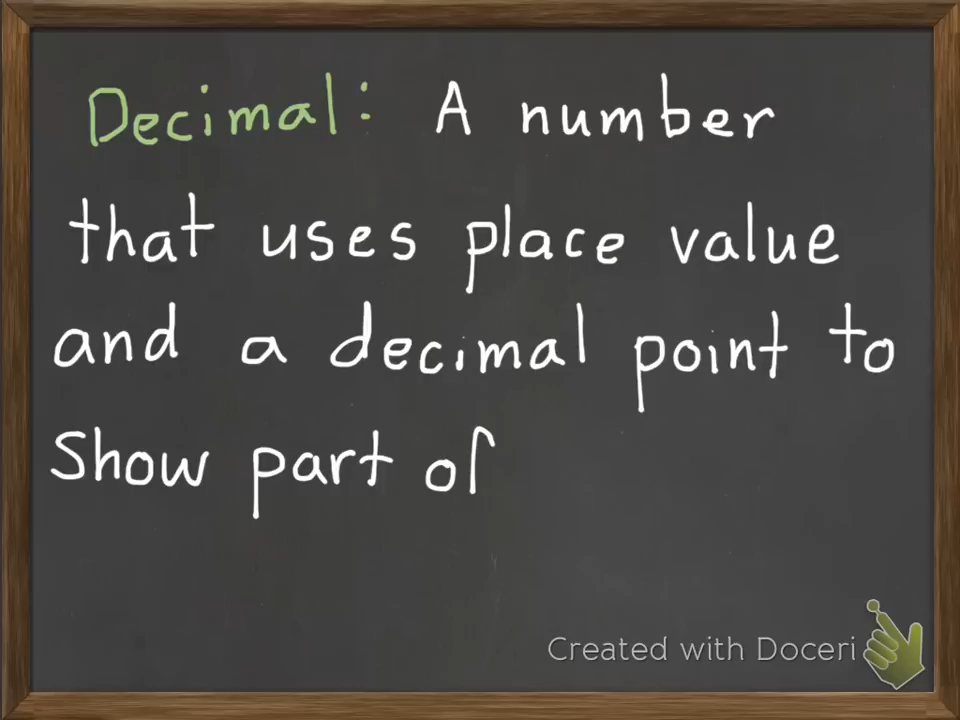 Decimal: A number
that uses place value
and a decimal point to
Show part of
Created with Doceri